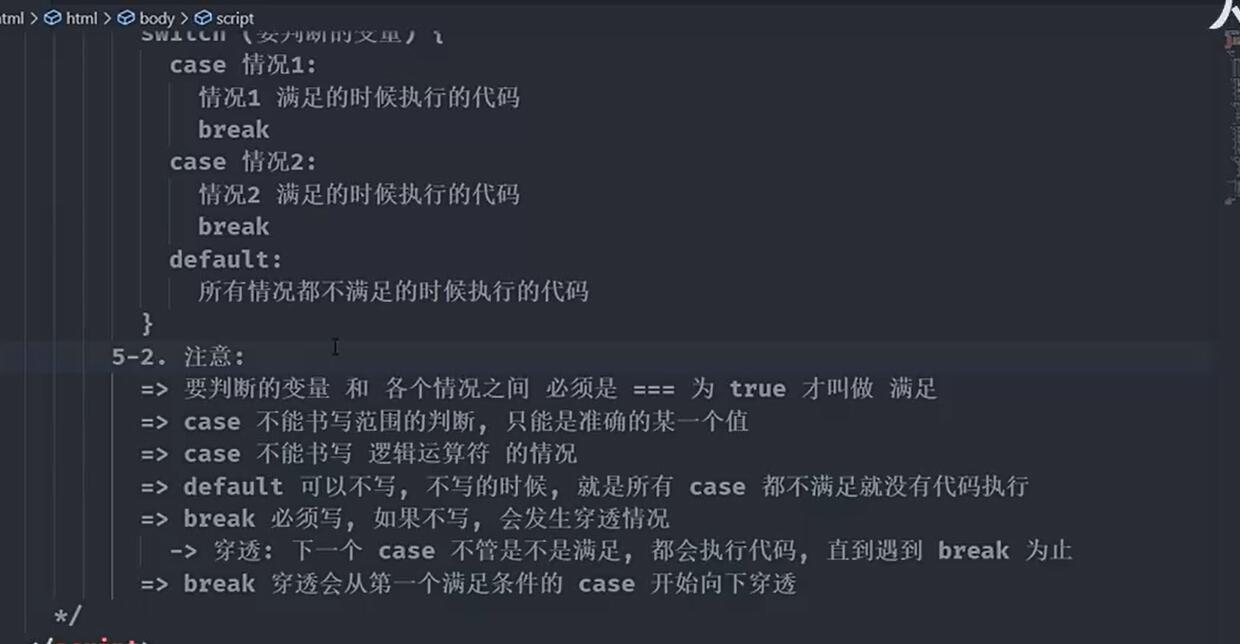 html > body > script
switch (要判断的变量) {
case 情况1:
情况1 满足的时候执行的代码
break
case 情况2:
情况2 满足的时候执行的代码
break
default:
所有情况都不满足的时候执行的代码
}
5-2. 注意:
=> 要判断的变量 和 各个情况之间 必须是 === 为 true 才叫做 满足
=> case 不能书写范围的判断, 只能是准确的某一个值
=> case 不能书写 逻辑运算符 的情况
=> default 可以不写, 不写的时候, 就是所有 case 都不满足就没有代码执行
=> break 必须写, 如果不写, 会发生穿透情况
-> 穿透: 下一个 case 不管是不是满足, 都会执行代码, 直到遇到 break 为止
=> break 穿透会从第一个满足条件的 case 开始向下穿透
*/